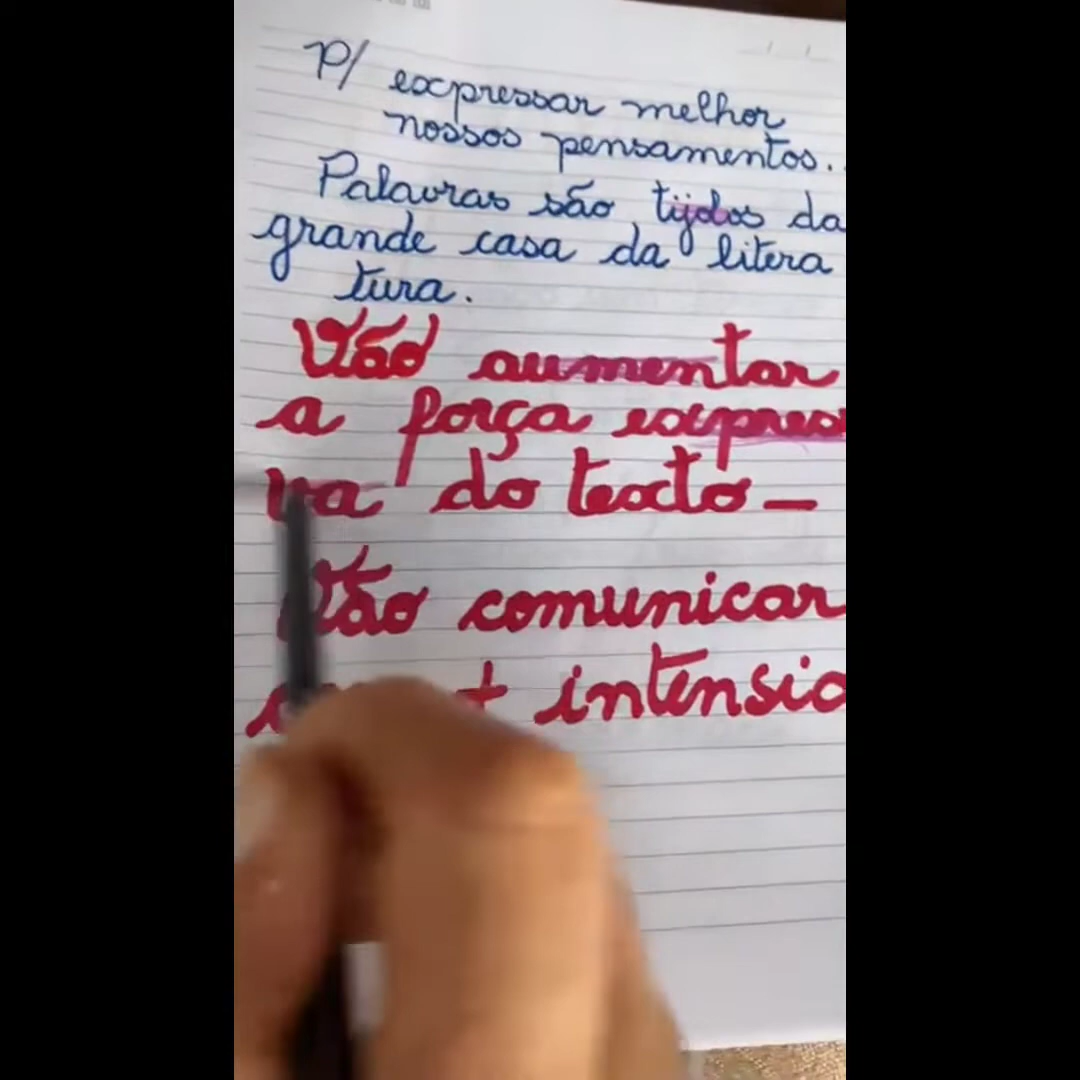 P/ expressar melhor
nossos pensamentos.
Palavras são tijolos da
grande casa da litera
tura.
Vão aumentar
a força expres
va do texto —
Vão comunicar
+ intensid